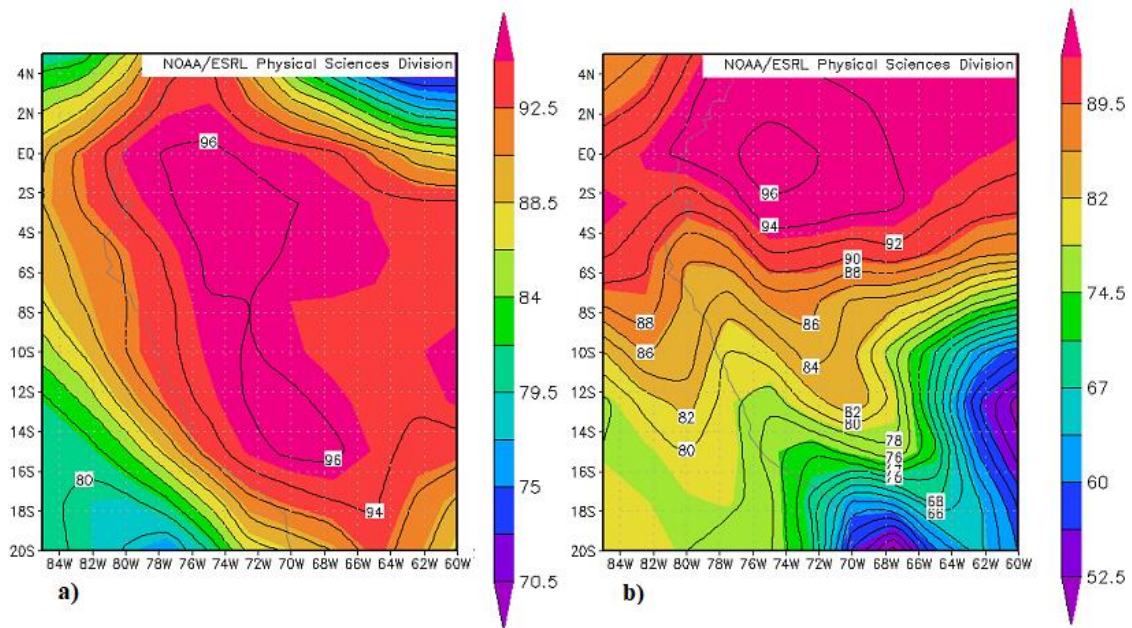 NOAA/ESRL Physical Sciences Division
4N
2N
EQ
2S
4S
6S
8S
10S
12S
14S
16S
18S
20S
84W 82W 80W 78W 76W 74W 72W 70W 68W 66W 64W 62W 60W
96
96
94
80
92.5
88.5
84
79.5
75
70.5
a)
NOAA/ESRL Physical Sciences Division
4N
2N
EQ
2S
4S
6S
8S
10S
12S
14S
16S
18S
20S
84W 82W 80W 78W 76W 74W 72W 70W 68W 66W 64W 62W 60W
96
94
92
90
88
88
86
86
84
82
82
80
80
78
76
68
66
89.5
82
74.5
67
60
52.5
b)